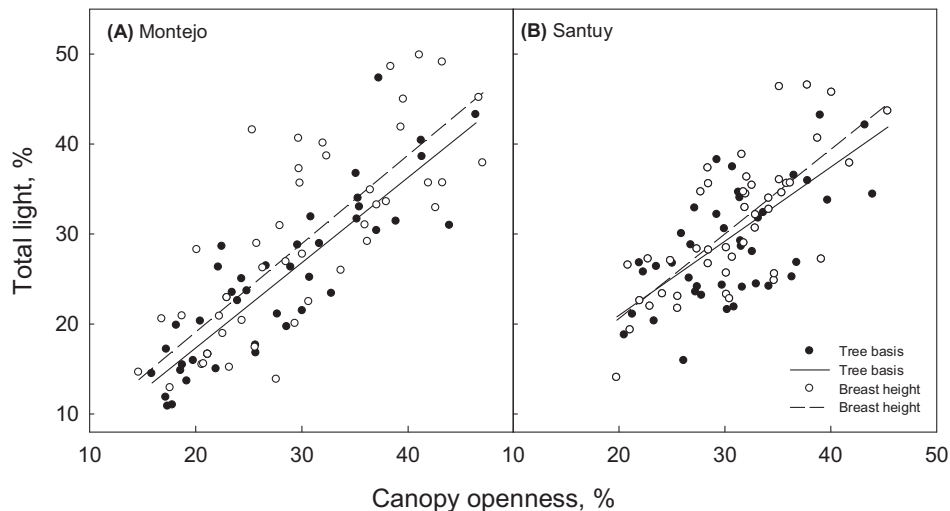 (A) Montejo
(B) Santuy
50
40
30
20
10
Total light, %
Tree basis
Tree basis
Breast height
Breast height
10 20 30 40 10 20 30 40 50
Canopy openness, %